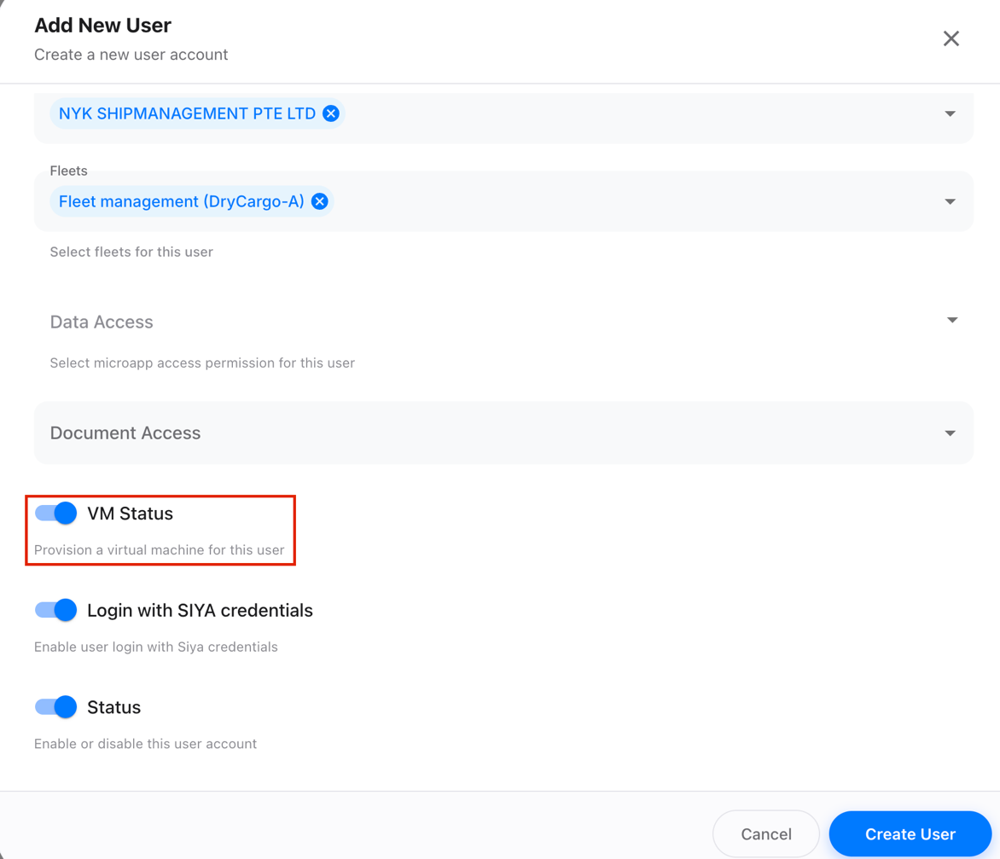 Add New User
Create a new user account
NYK SHIPMANAGEMENT PTE LTD
Fleets
Fleet management (DryCargo-A)
Select fleets for this user
Data Access
Select microapp access permission for this user
Document Access
VM Status
Provision a virtual machine for this user
Login with SIYA credentials
Enable user login with Siya credentials
Status
Enable or disable this user account
Cancel
Create User